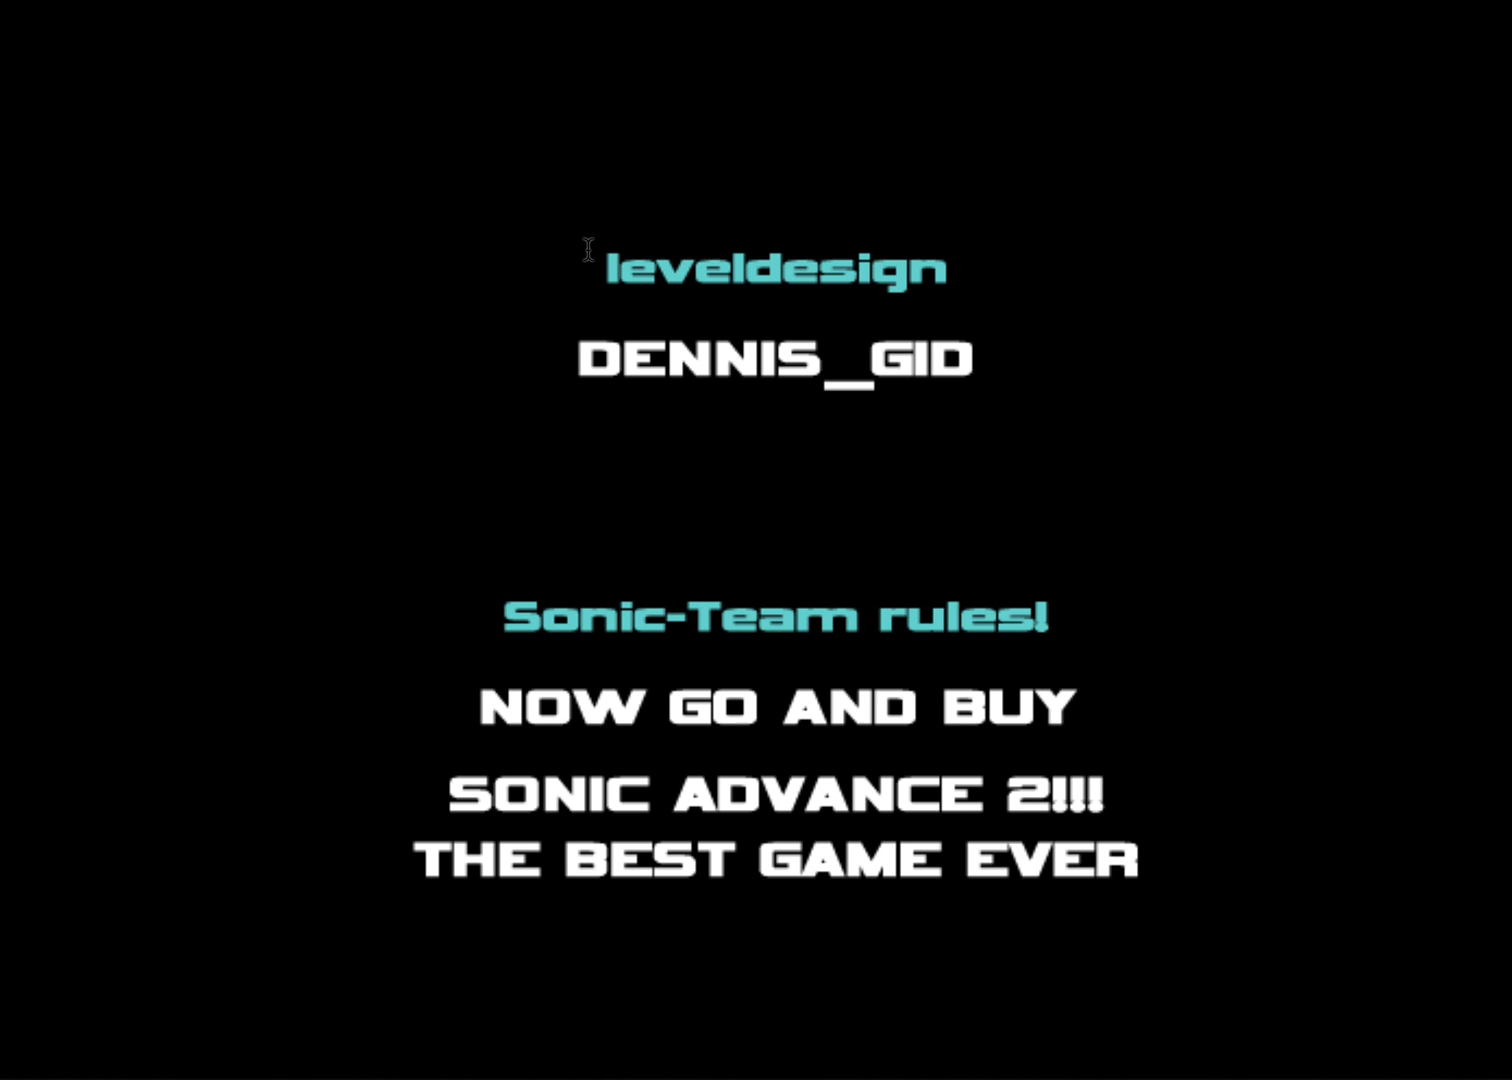 leveldesign
DENNIS_GID
Sonic-Team rules!
NOW GO AND BUY
SONIC ADVANCE 2!!!
THE BEST GAME EVER